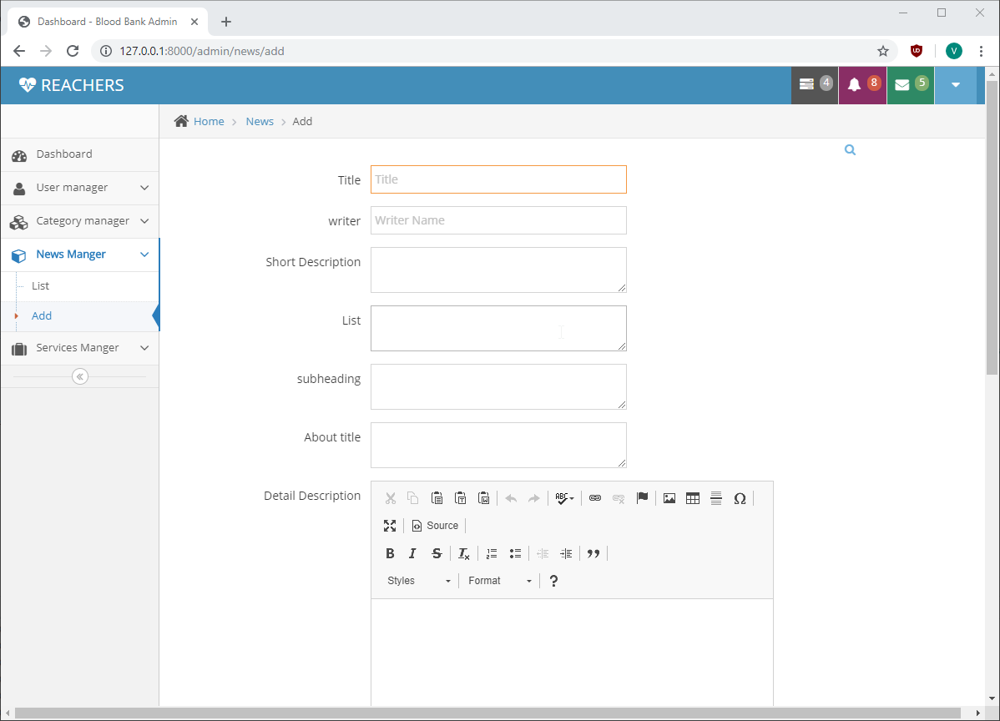 Dashboard - Blood Bank Admin
127.0.0.1:8000/admin/news/add
V
REACHERS
4
8
5
Home
News
Add
Dashboard
User manager
Category manager
News Manger
List
Add
Services Manger
Title
Title
writer
Writer Name
Short Description
List
subheading
About title
Detail Description
ABC
Source
B I S Tx
Styles
Format
?